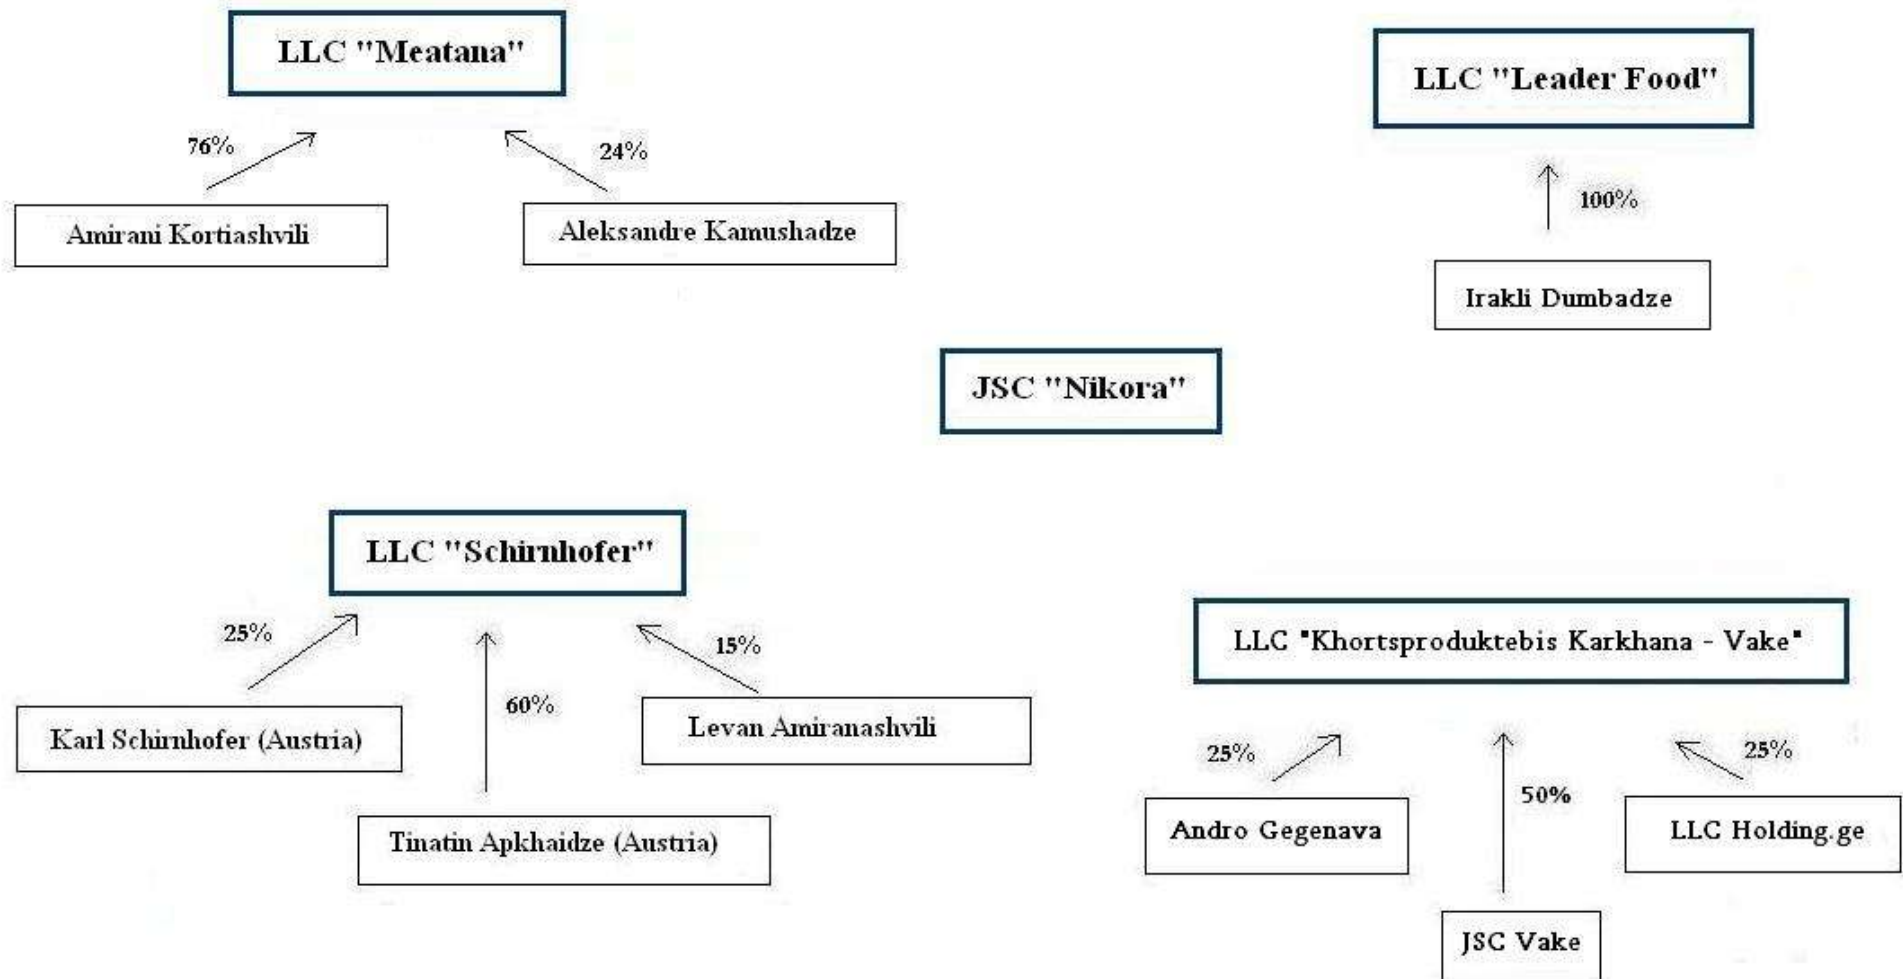 LLC "Meatana"
76%
24%
Amirani Kortiashvili
Aleksandre Kamushadze
LLC "Leader Food"
100%
Irakli Dumbadze
JSC "Nikora"
LLC "Schirnhofer"
25%
60%
15%
Karl Schirnhofer (Austria)
Levan Amiranashvili
Tinatin Apkhaidze (Austria)
LLC "Khortsproduktebis Karkhana - Vake"
25%
50%
25%
Andro Gegenava
LLC Holding.ge
JSC Vake